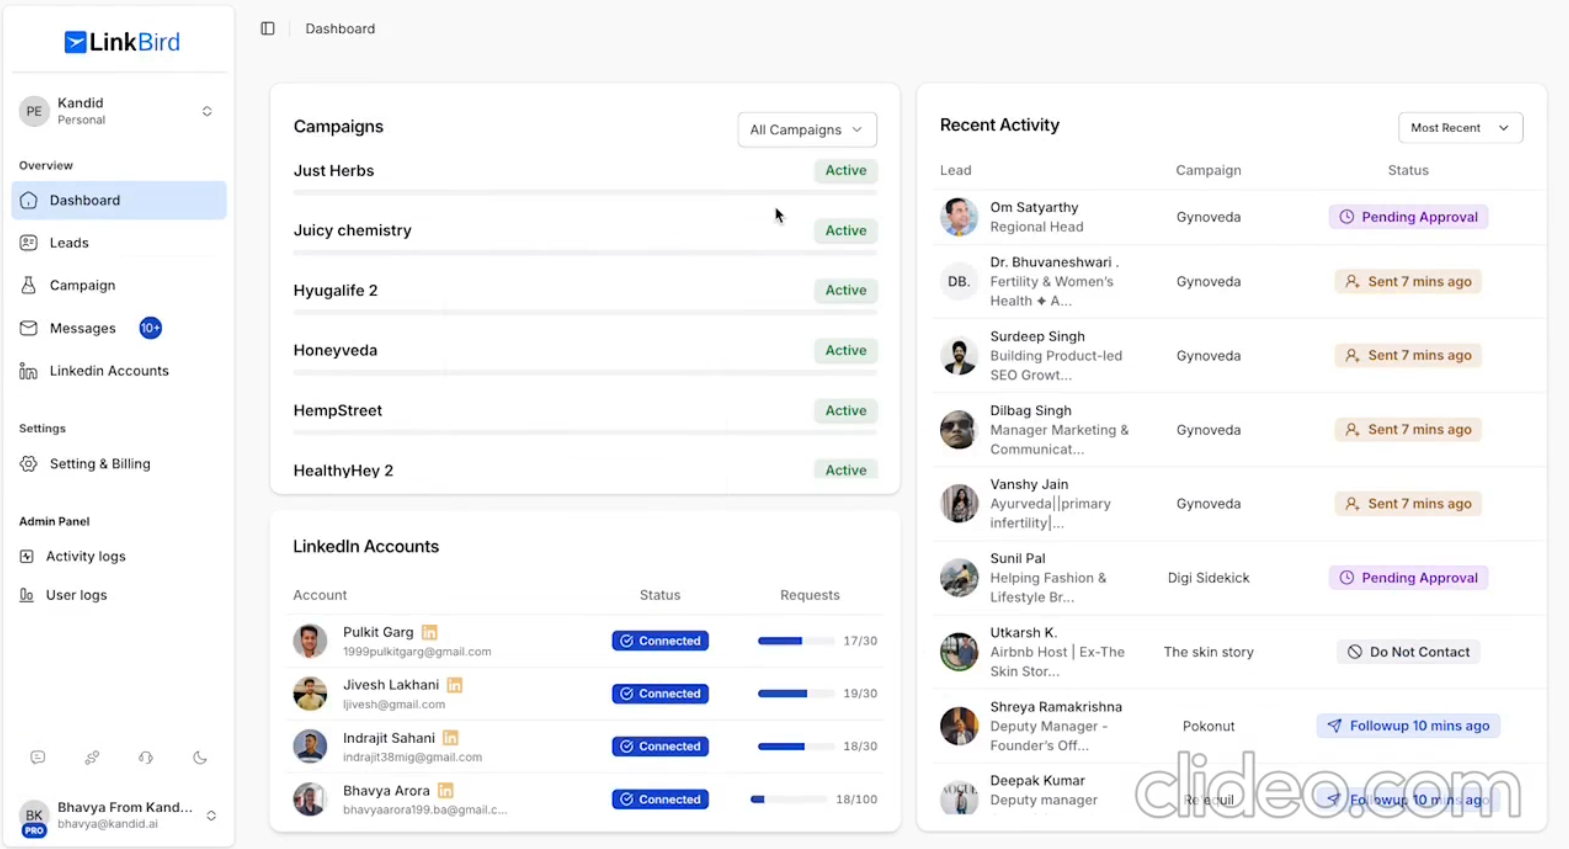 LinkBird
PE
Kandid
Personal
Overview
Dashboard
Leads
Campaign
Messages 10+
Linkedin Accounts
Settings
Setting & Billing
Admin Panel
Activity logs
User logs
BK
PRO
Bhavya From Kand...
bhavya@kandid.ai
Dashboard
Campaigns
All Campaigns
Just Herbs Active
Juicy chemistry Active
Hyugalife 2 Active
Honeyveda Active
HempStreet Active
HealthyHey 2 Active
LinkedIn Accounts
Account Status Requests
Pulkit Garg in
1999pulkitgarg@gmail.com
Connected 17/30
Jivesh Lakhani in
ljivesh@gmail.com
Connected 19/30
Indrajit Sahani in
indrajit38mig@gmail.com
Connected 18/30
Bhavya Arora in
bhavyaarora199.ba@gmail.c...
Connected 18/100
Recent Activity
Most Recent
Lead Campaign Status
Om Satyarthy
Regional Head
Gynoveda Pending Approval
DB.
Dr. Bhuvaneshwari .
Fertility & Women's
Health ✦ A...
Gynoveda Sent 7 mins ago
Surdeep Singh
Building Product-led
SEO Growt...
Gynoveda Sent 7 mins ago
Dilbag Singh
Manager Marketing &
Communicat...
Gynoveda Sent 7 mins ago
Vanshy Jain
Ayurveda||primary
infertility|...
Gynoveda Sent 7 mins ago
Sunil Pal
Helping Fashion &
Lifestyle Br...
Digi Sidekick Pending Approval
Utkarsh K.
Airbnb Host | Ex-The
Skin Stor...
The skin story Do Not Contact
Shreya Ramakrishna
Deputy Manager -
Founder's Off...
Pokonut Followup 10 mins ago
VOGUE
Deepak Kumar
Deputy manager
Followup 10 mins ago
clideo.com